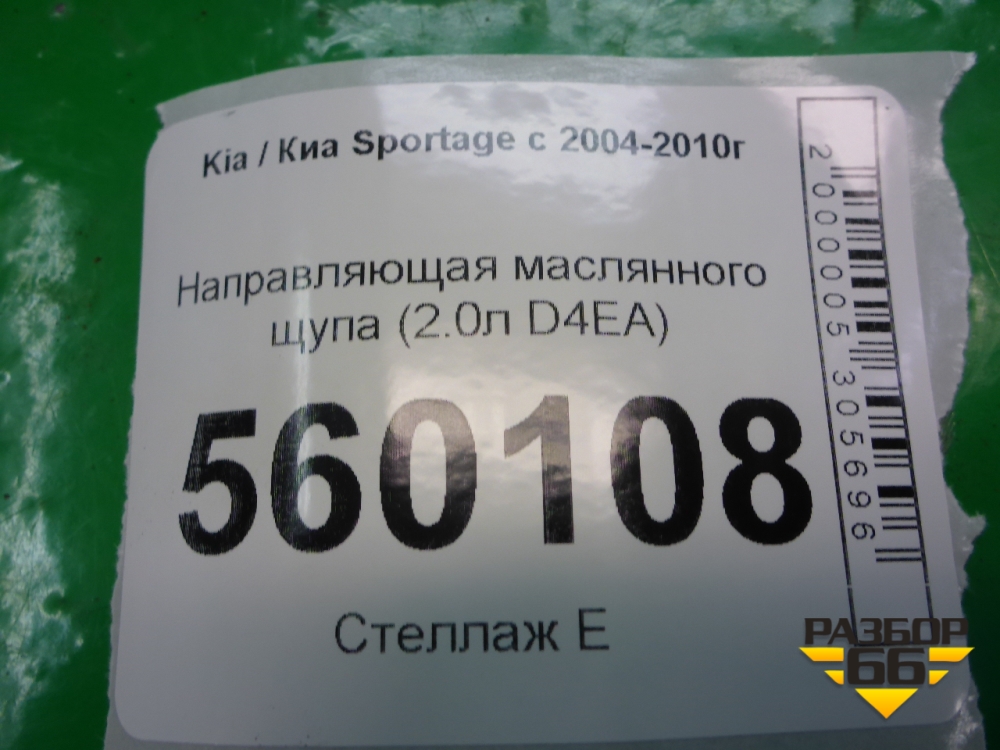 Kia / Киа Sportage с 2004-2010г
Направляющая маслянного
щупа (2.0л D4EA)
560108
Стеллаж E
2000005305696
РАЗБОР
66